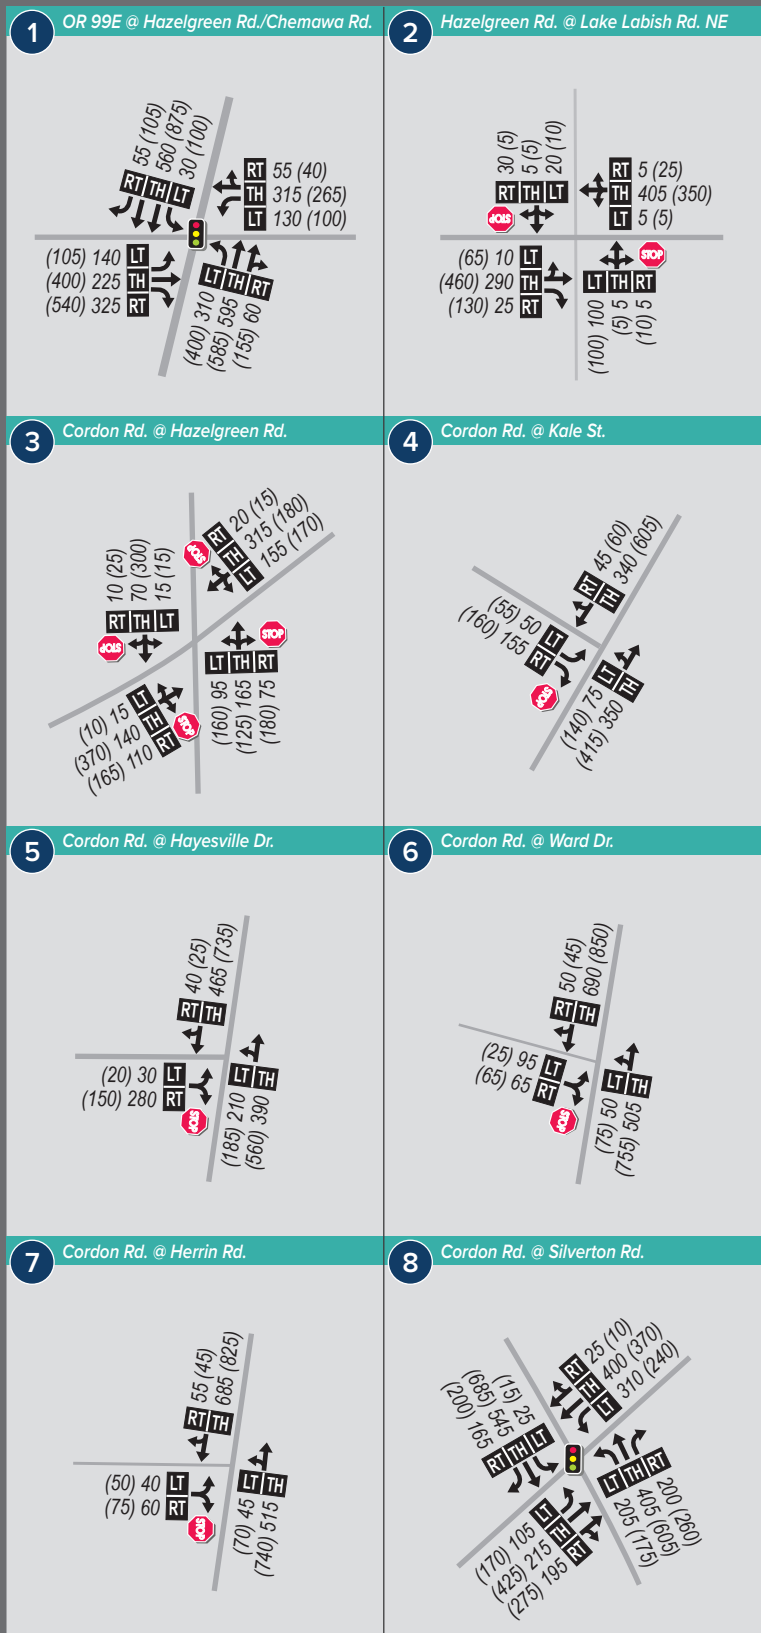 1 OR 99E @ Hazelgreen Rd./Chemawa Rd.
55 (105)
560 (875)
30 (100)
RT TH LT
RT 55 (40)
TH 315 (265)
LT 130 (100)
(105) 140 LT
(400) 225 TH
(540) 325 RT
LT TH RT
(400) 310
(585) 595
(155) 60
2 Hazelgreen Rd. @ Lake Labish Rd. NE
30 (5)
5 (5)
20 (10)
RT TH LT
STOP
RT 5 (25)
TH 405 (350)
LT 5 (5)
(65) 10 LT
(460) 290 TH
(130) 25 RT
STOP
LT TH RT
(100) 100
(5) 5
(10) 5
3 Cordon Rd. @ Hazelgreen Rd.
10 (25)
70 (300)
15 (15)
RT TH LT
STOP
STOP
RT 20 (15)
TH 315 (180)
LT 155 (170)
(10) 15 LT
(370) 140 TH
(165) 110 RT
STOP
STOP
LT TH RT
(160) 95
(125) 165
(180) 75
4 Cordon Rd. @ Kale St.
RT 45 (60)
TH 340 (605)
(55) 50 LT
(160) 155 RT
STOP
LT TH
(140) 75
(415) 350
5 Cordon Rd. @ Hayesville Dr.
40 (25)
465 (735)
RT TH
(20) 30 LT
(150) 280 RT
STOP
LT TH
(185) 210
(560) 390
6 Cordon Rd. @ Ward Dr.
50 (45)
690 (850)
RT TH
(25) 95 LT
(65) 65 RT
STOP
LT TH
(75) 50
(755) 505
7 Cordon Rd. @ Herrin Rd.
55 (45)
685 (825)
RT TH
(50) 40 LT
(75) 60 RT
STOP
LT TH
(70) 45
(740) 515
8 Cordon Rd. @ Silverton Rd.
RT 25 (10)
TH 400 (370)
LT 310 (240)
(15) 25
(685) 545
(200) 165
RT TH LT
(170) 105 LT
(425) 215 TH
(275) 195 RT
LT TH RT
200 (260)
405 (605)
205 (175)